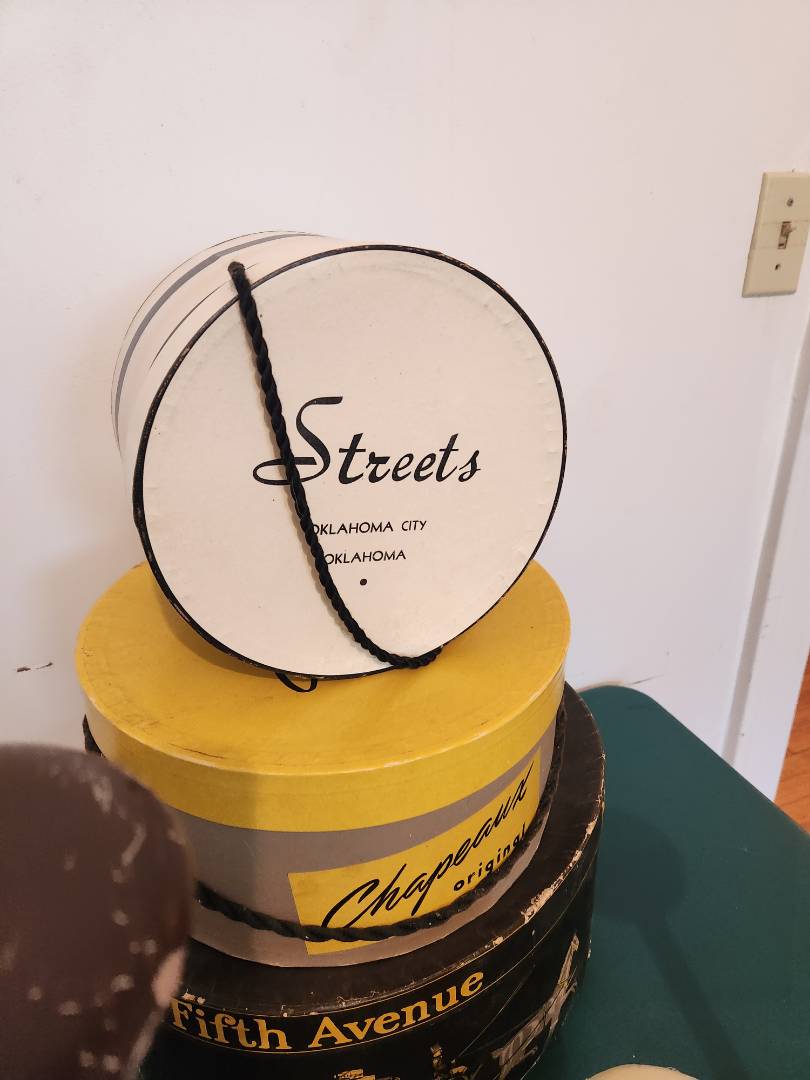 Streets
OKLAHOMA CITY
OKLAHOMA
Chapeaux
original
Fifth Avenue